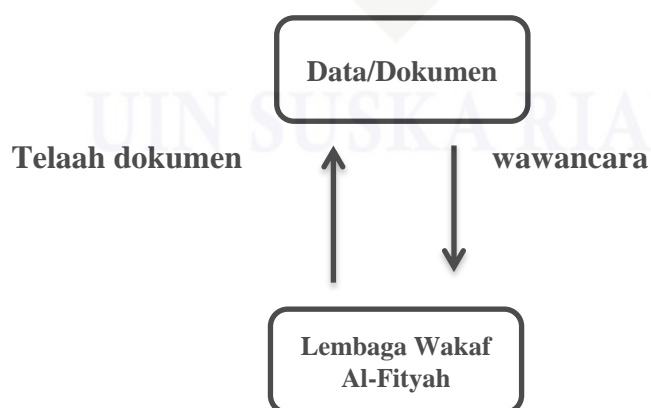 Data/Dokumen
UIN SUSKA RIA
Telaah dokumen
wawancara
Lembaga Wakaf
Al-Fityah